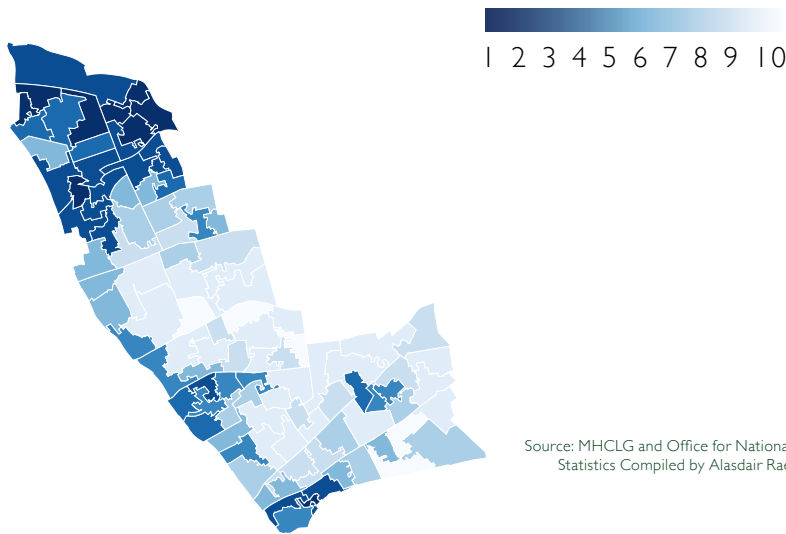 1 2 3 4 5 6 7 8 9 10
Source: MHCLG and Office for Nationa
Statistics Compiled by Alasdair Rae